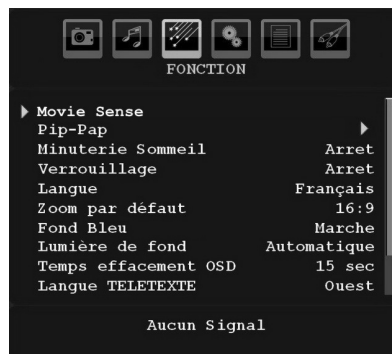 FONCTION
Movie Sense
Pip-Pap
Minuterie Sommeil Arret
Verrouillage Arret
Langue Français
Zoom par défaut 16:9
Fond Bleu Marche
Lumière de fond Automatique
Temps effacement OSD 15 sec
Langue TELETEXTE Ouest
Aucun Signal